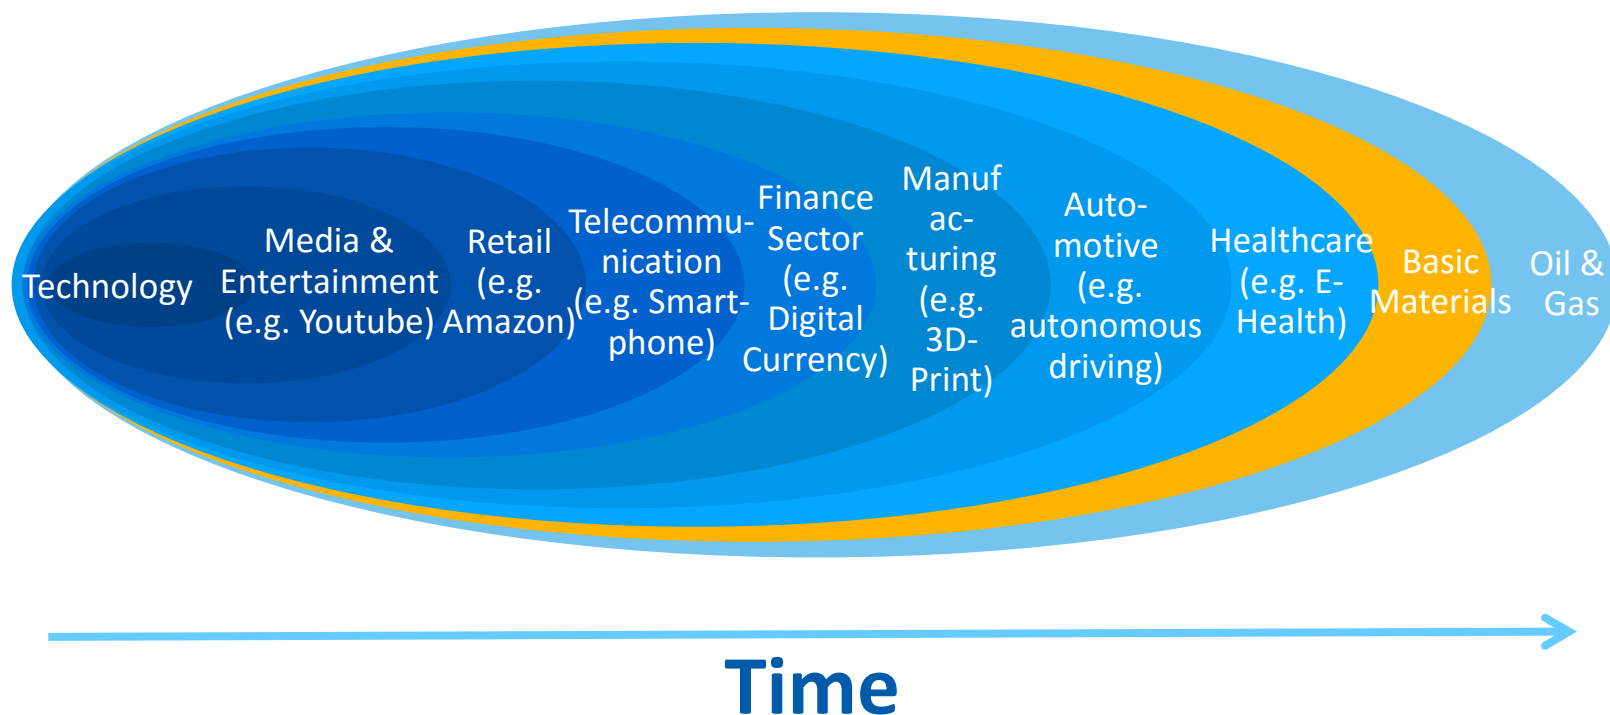 Technology
Media &
Entertainment
(e.g. Youtube)
Retail
(e.g.
Amazon)
Telecommu-
nication
(e.g. Smart-
phone)
Finance
Sector
(e.g.
Digital
Currency)
Manuf
ac-
turing
(e.g.
3D-
Print)
Auto-
motive
(e.g.
autonomous
driving)
Healthcare
(e.g. E-
Health)
Basic
Materials
Oil &
Gas
Time